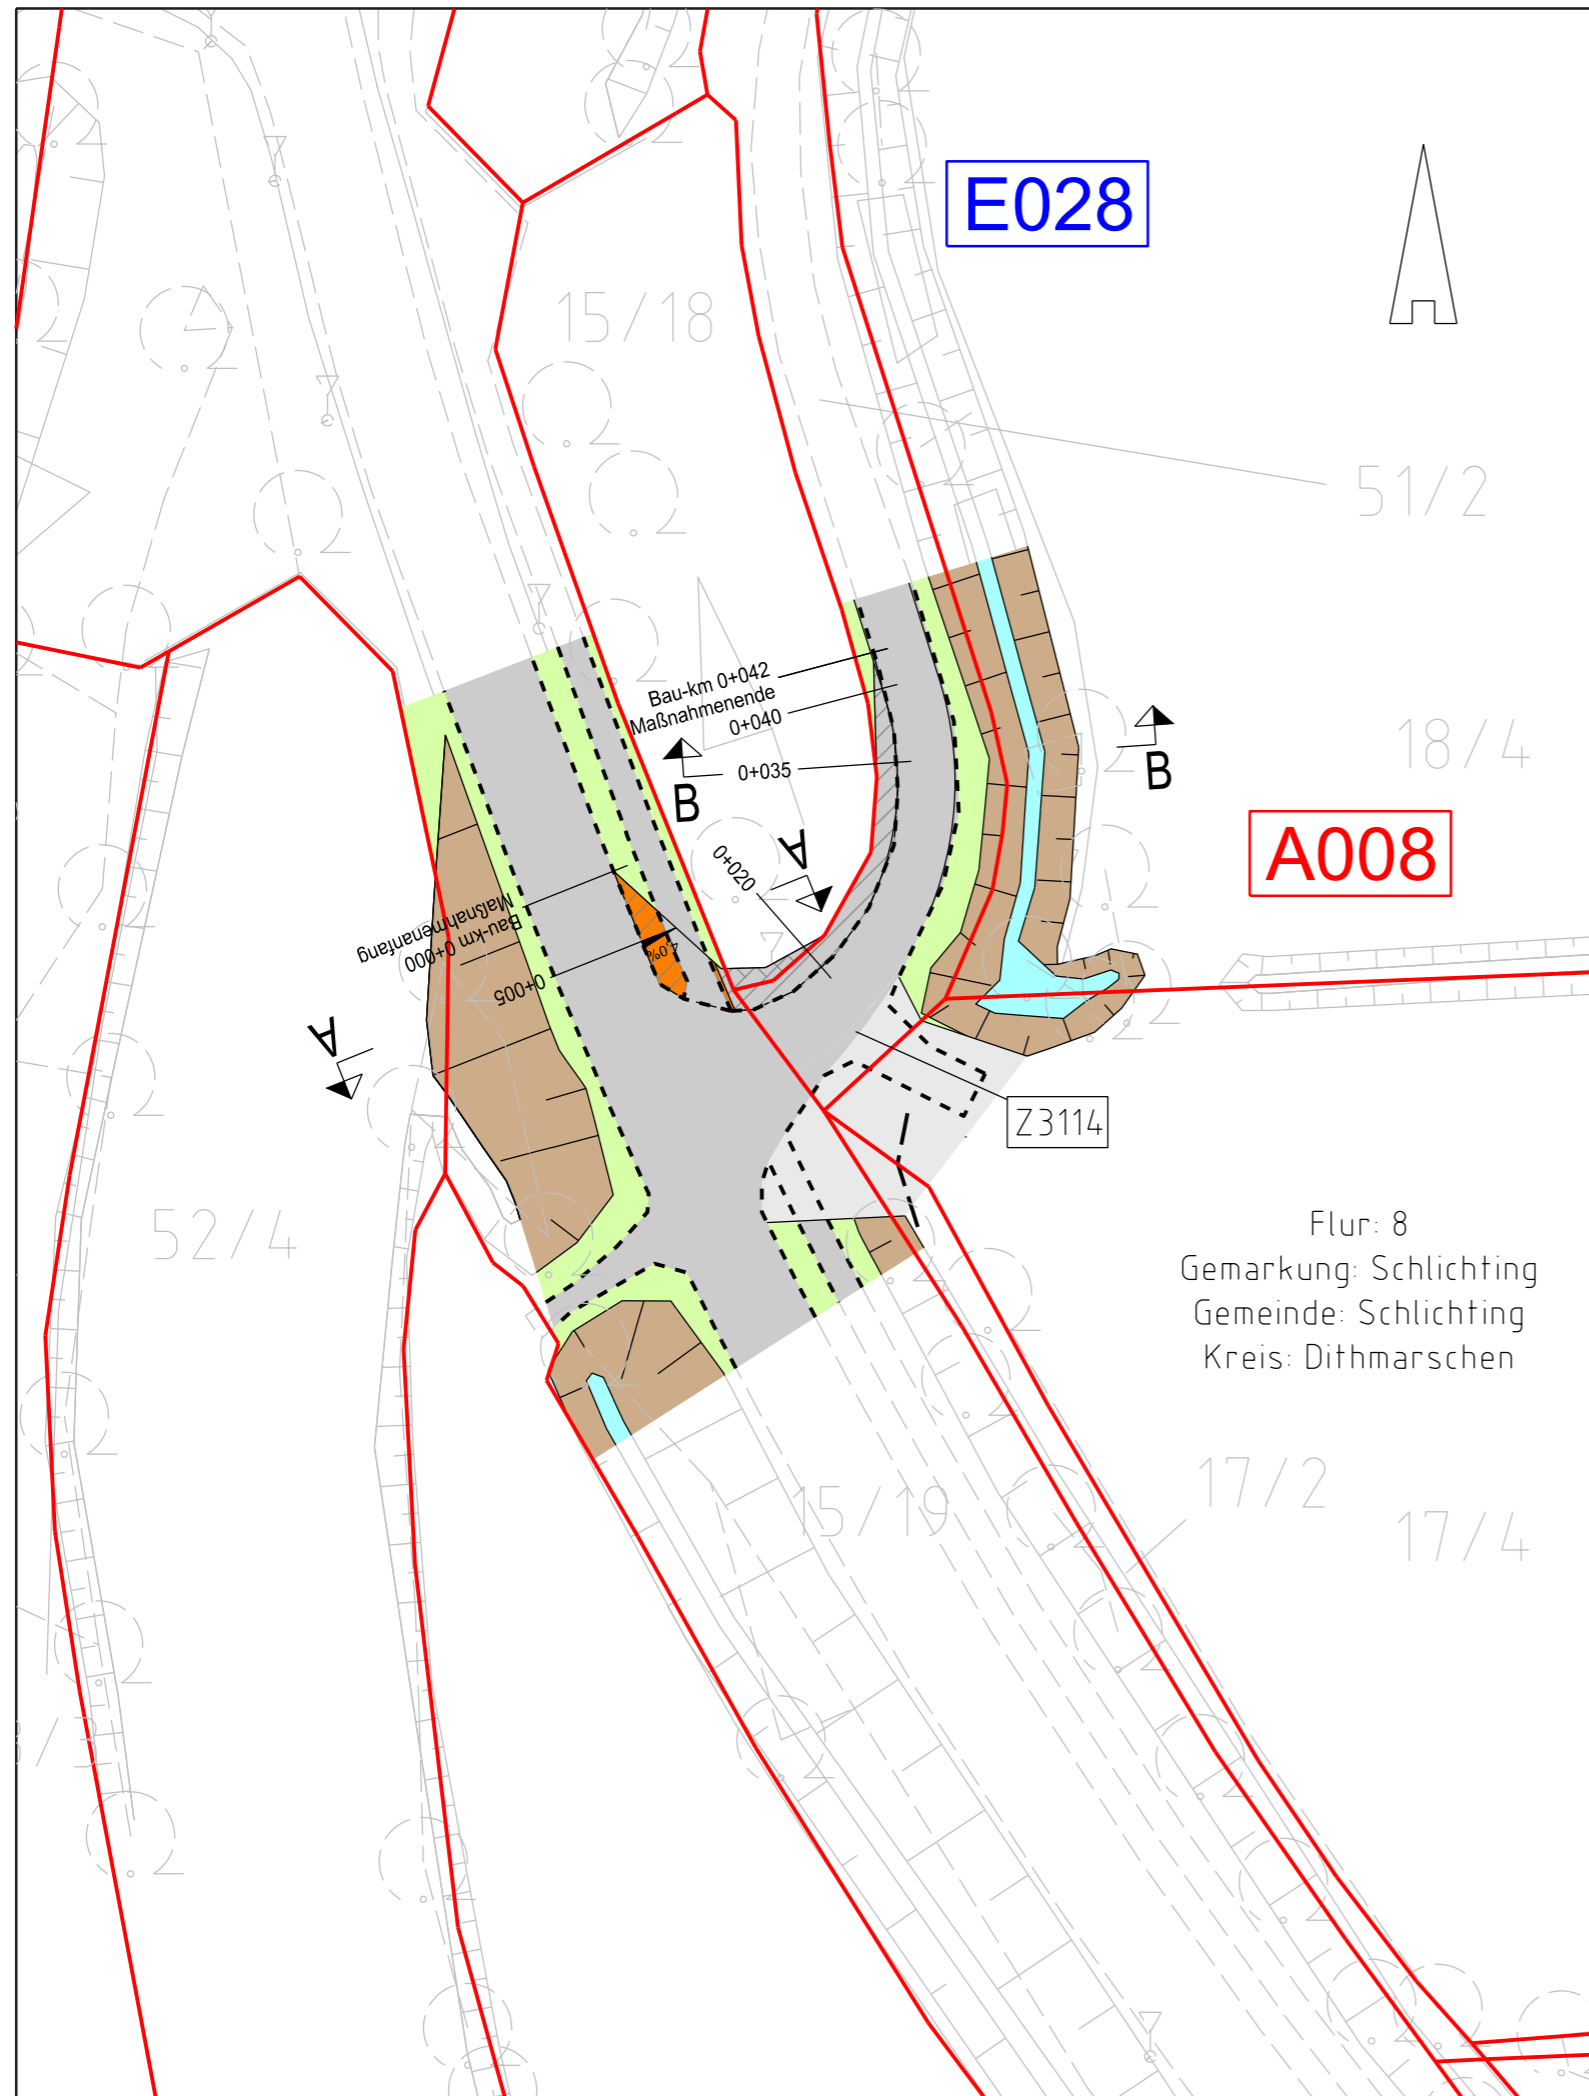 E028
15/18
51/2
Bau-km 0+042
Maßnahmenende
0+040
0+035
B
B
18/4
A008
0+020
A
Maßnahmenanfang
Bau-km 0+000
0+005
4,0%
A
Z3114
52/4
Flur: 8
Gemarkung: Schlichting
Gemeinde: Schlichting
Kreis: Dithmarschen
15/19
17/2
17/4